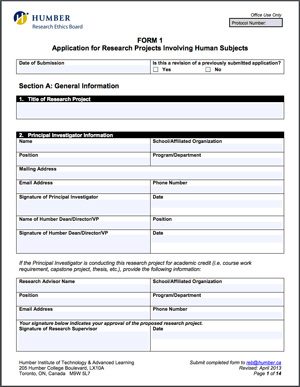 HUMBER
Research Ethics Board
Office Use Only
Protocol Number:
FORM 1
Application for Research Projects Involving Human Subjects
Date of Submission
Is this a revision of a previously submitted application?
Yes No
Section A: General Information
1. Title of Research Project
2. Principal Investigator Information
Name School/Affiliated Organization
Position Program/Department
Mailing Address
Email Address Phone Number
Signature of Principal Investigator Date
Name of Humber Dean/Director/VP Position
Signature of Humber Dean/Director/VP Date
If the Principal Investigator is conducting this research project for academic credit (i.e. course work
requirement, capstone project, thesis, etc.), provide the following information:
Research Advisor Name School/Affiliated Organization
Position Program/Department
Email Address Phone Number
Your signature below indicates your approval of the proposed research project.
Signature of Research Supervisor Date
Humber Institute of Technology & Advanced Learning Submit completed form to reb@humber.ca
205 Humber College Boulevard, LX10A Revised: April 2013
Toronto, ON, Canada M9W 5L7 Page 1 of 14